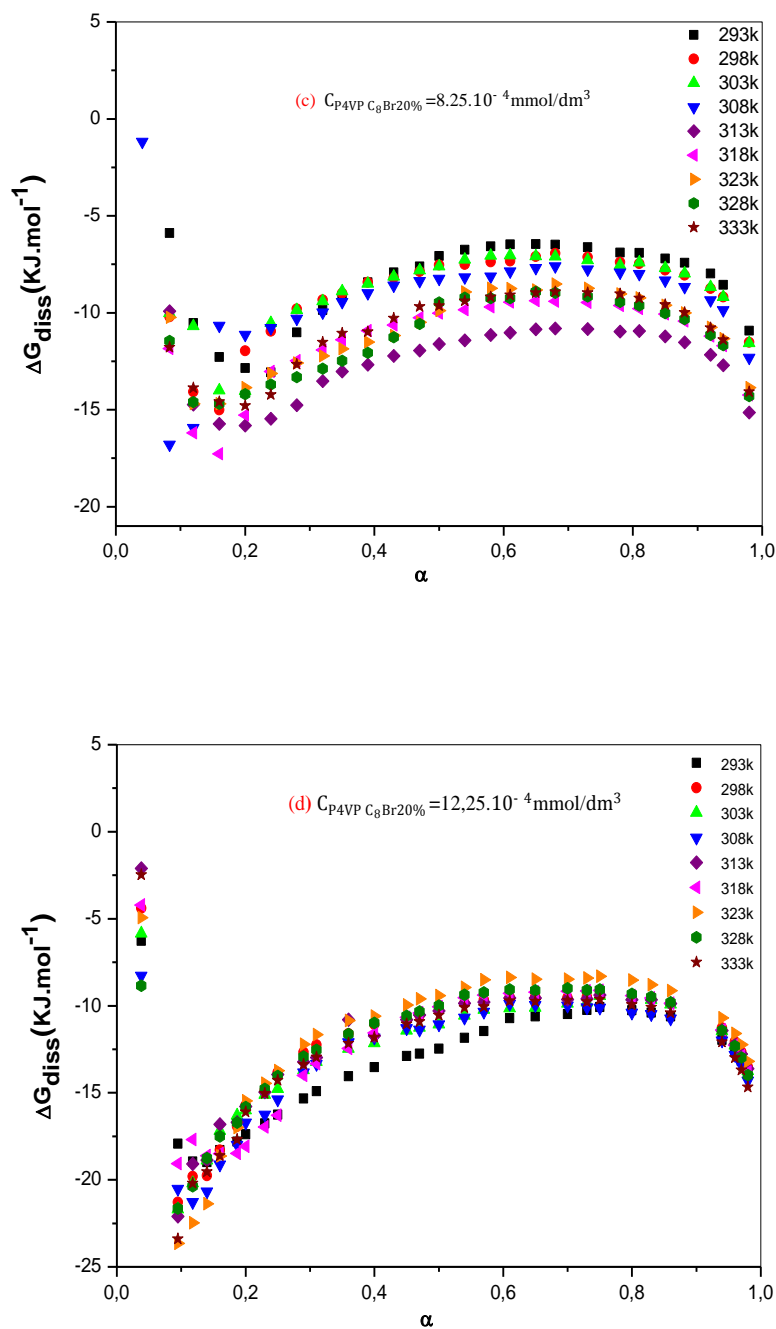 5
0
-5
-10
-15
-20
0,0 0,2 0,4 0,6 0,8 1,0
α
ΔGdiss(KJ.mol-1)
(c) CP4VP C8Br20% =8.25.10- 4mmol/dm3
293k
298k
303k
308k
313k
318k
323k
328k
333k
5
0
-5
-10
-15
-20
-25
0,0 0,2 0,4 0,6 0,8 1,0
α
ΔGdiss(KJ.mol-1)
(d) CP4VP C8Br20% =12,25.10- 4mmol/dm3
293k
298k
303k
308k
313k
318k
323k
328k
333k